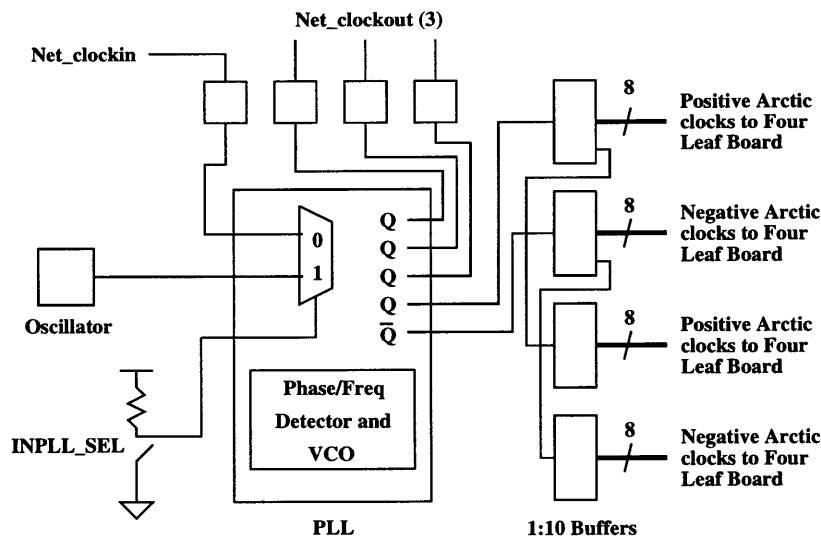 Net_clockout (3)
Net_clockin
8
Positive Arctic
clocks to Four
Leaf Board
8
Negative Arctic
clocks to Four
Leaf Board
0
1
Q
Q
Q
Q
Q̅
Oscillator
8
Positive Arctic
clocks to Four
Leaf Board
Phase/Freq
Detector and
VCO
INPLL_SEL
8
Negative Arctic
clocks to Four
Leaf Board
PLL
1:10 Buffers